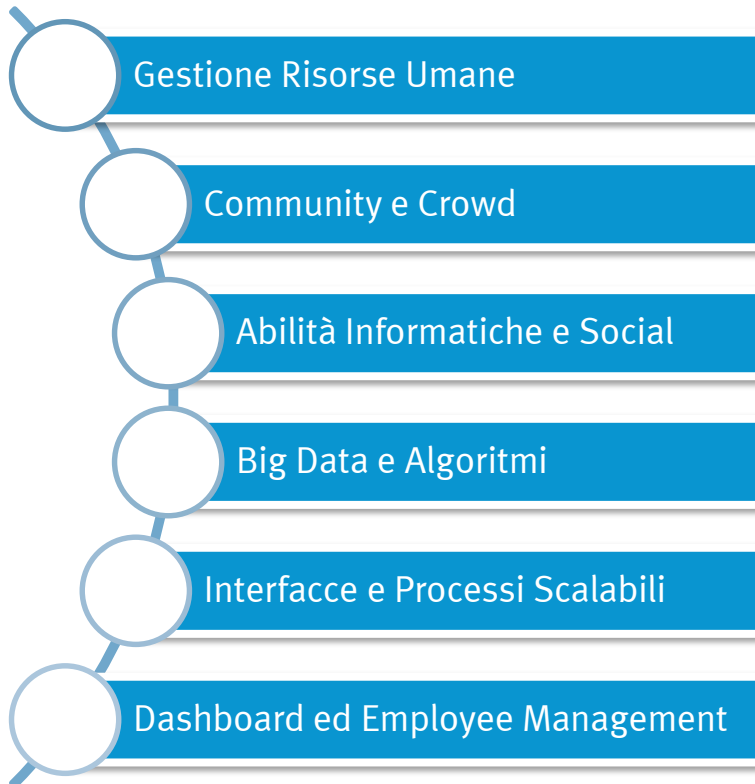 Gestione Risorse Umane
Community e Crowd
Abilità Informatiche e Social
Big Data e Algoritmi
Interfacce e Processi Scalabili
Dashboard ed Employee Management